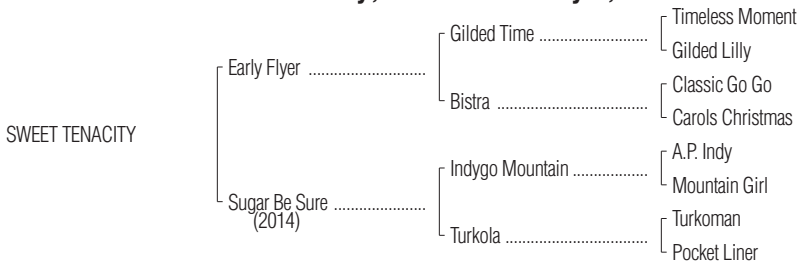 Timeless Moment
Gilded Time ............................
Gilded Lilly
Early Flyer ..............................
Classic Go Go
Bistra .......................................
Carols Christmas
SWEET TENACITY
A.P. Indy
Indygo Mountain ....................
Mountain Girl
Sugar Be Sure .......................
(2014)
Turkoman
Turkola .....................................
Pocket Liner